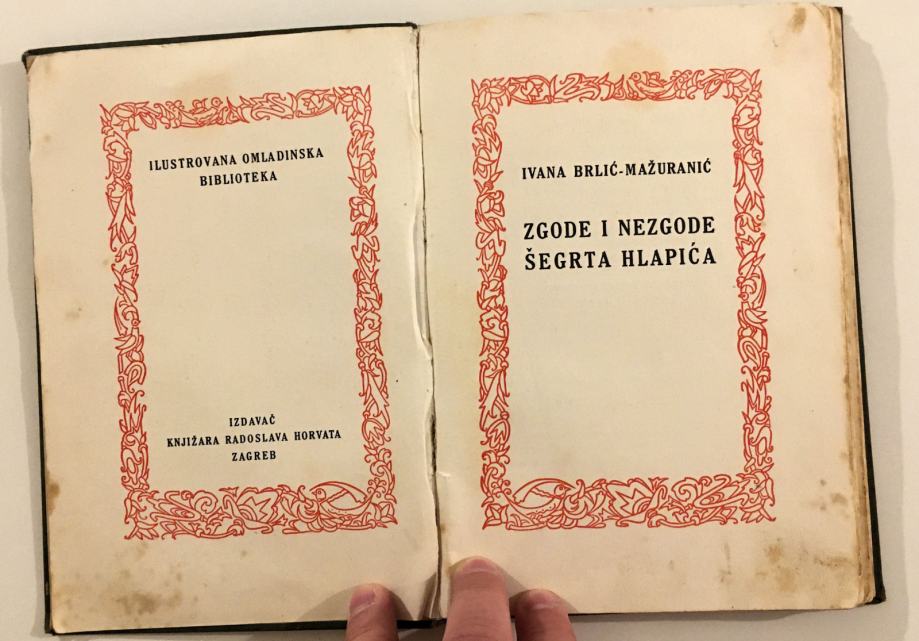 ILUSTROVANA OMLADINSKA
BIBLIOTEKA
IZDAVAČ
KNJIŽARA RADOSLAVA HORVATA
ZAGREB
IVANA BRLIĆ-MAŽURANIĆ
ZGODE I NEZGODE
ŠEGRTA HLAPIĆA